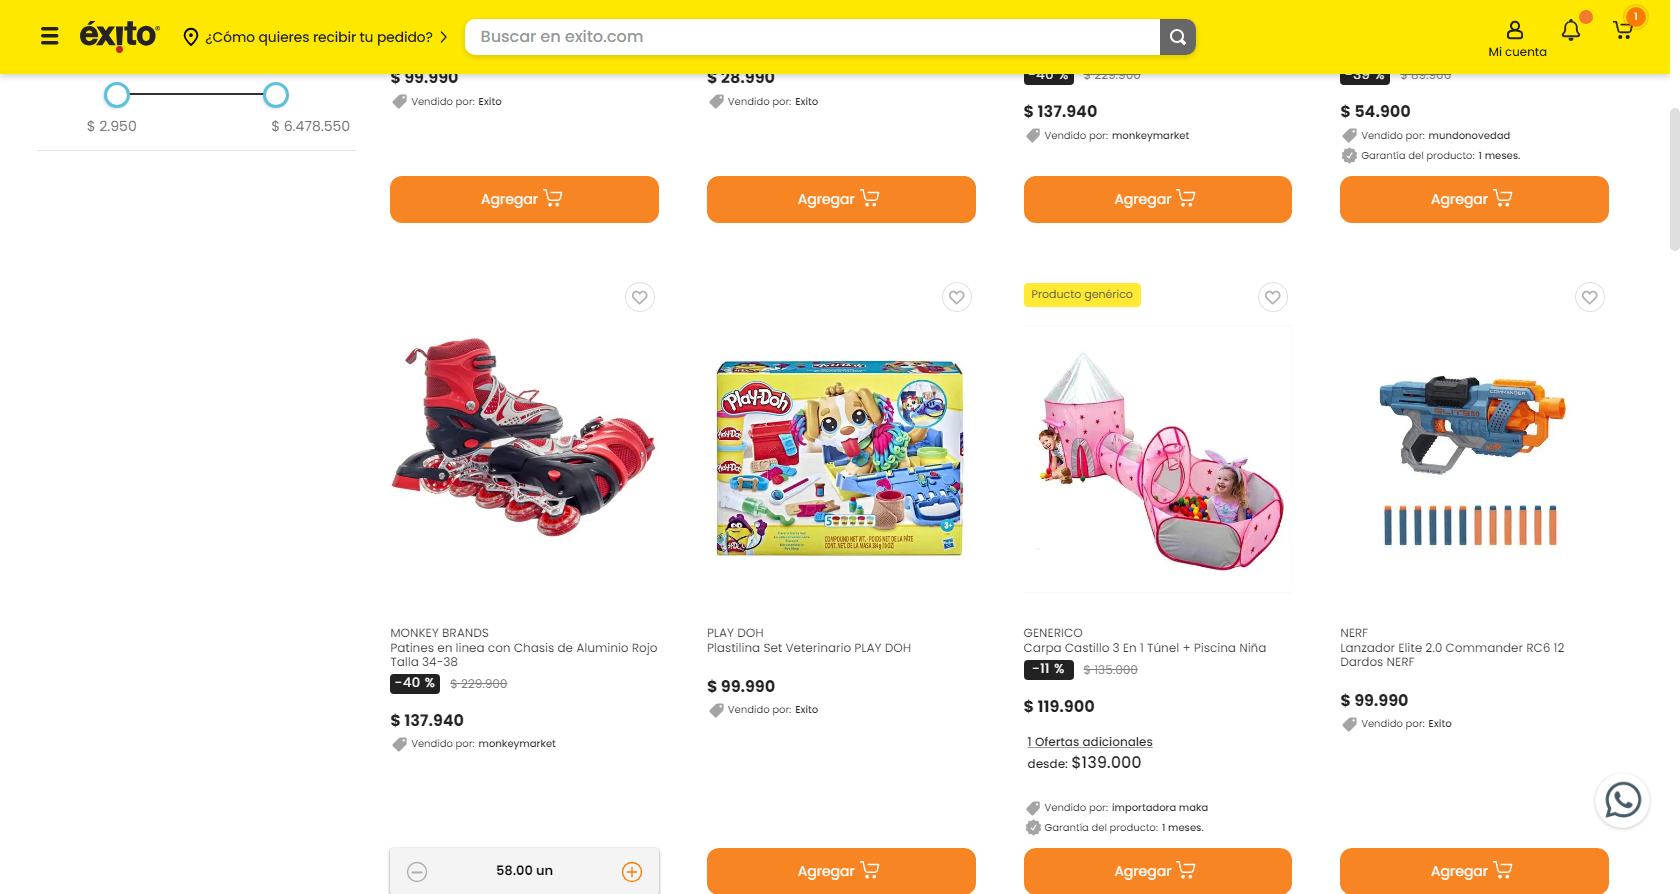 éxito
¿Cómo quieres recibir tu pedido?
Buscar en exito.com
Mi cuenta
1
$ 2.950
$ 6.478.550
$ 99.990
Vendido por: Exito
Agregar
$ 28.990
Vendido por: Exito
Agregar
-40 % $ 229.900
$ 137.940
Vendido por: monkeymarket
Agregar
-39 % $ 89.900
$ 54.900
Vendido por: mundonovedad
Garantía del producto: 1 meses.
Agregar
MONKEY BRANDS
Patines en linea con Chasis de Aluminio Rojo
Talla 34-38
-40 % $ 229.900
$ 137.940
Vendido por: monkeymarket
58.00 un
Play-Doh
PLAY DOH
Plastilina Set Veterinario PLAY DOH
$ 99.990
Vendido por: Exito
Agregar
Producto genérico
GENERICO
Carpa Castillo 3 En 1 Túnel + Piscina Niña
-11 % $ 135.000
$ 119.900
1 Ofertas adicionales
desde: $139.000
Vendido por: importadora maka
Garantía del producto: 1 meses.
Agregar
NERF
Lanzador Elite 2.0 Commander RC6 12
Dardos NERF
$ 99.990
Vendido por: Exito
Agregar